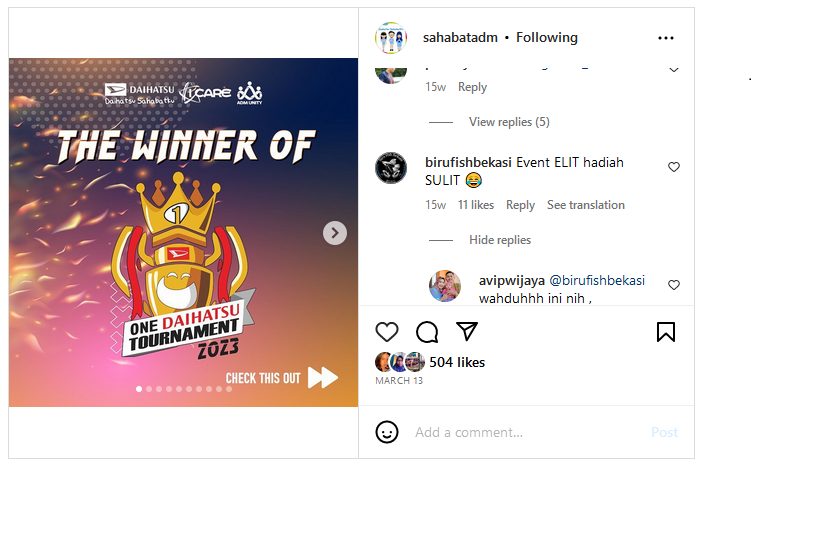 DAIHATSU
Daihatsu Sahabatku
iCARE
ADM UNITY
THE WINNER OF
1
ONE DAIHATSU
TOURNAMENT
2023
CHECK THIS OUT
sahabatadm • Following
15w Reply
View replies (5)
birufishbekasi Event ELIT hadiah
SULIT 😂
15w 11 likes Reply See translation
Hide replies
avipwijaya @birufishbekasi
wahduhhh ini nih ,
504 likes
MARCH 13
Add a comment...
Post